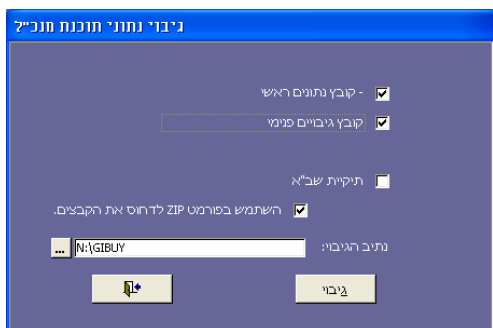 גיבוי נתוני תוכנת מנכ"ל
- קובץ נתונים ראשי
קובץ גיבויים פנימי
תיקיית שב"א
השתמש בפורמט ZIP לדחוס את הקבצים.
נתיב הגיבוי: N:\GIBUY ...
גיבוי